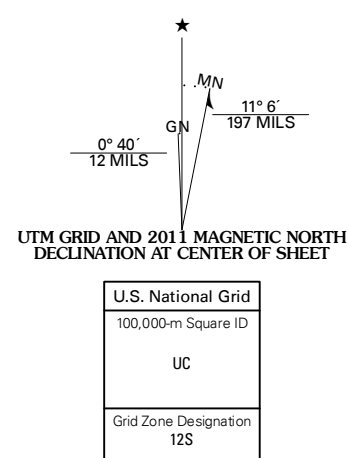 ★
MN
GN
11° 6´
197 MILS
0° 40´
12 MILS
UTM GRID AND 2011 MAGNETIC NORTH
DECLINATION AT CENTER OF SHEET
U.S. National Grid
100,000-m Square ID
UC
Grid Zone Designation
12S